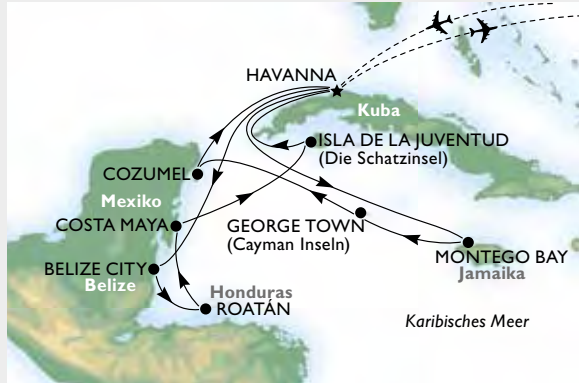 HAVANNA
Kuba
ISLA DE LA JUVENTUD
(Die Schatzinsel)
COZUMEL
Mexiko
COSTA MAYA
GEORGE TOWN
(Cayman Inseln)
MONTEGO BAY
Jamaika
BELIZE CITY
Belize
Honduras
ROATÁN
Karibisches Meer